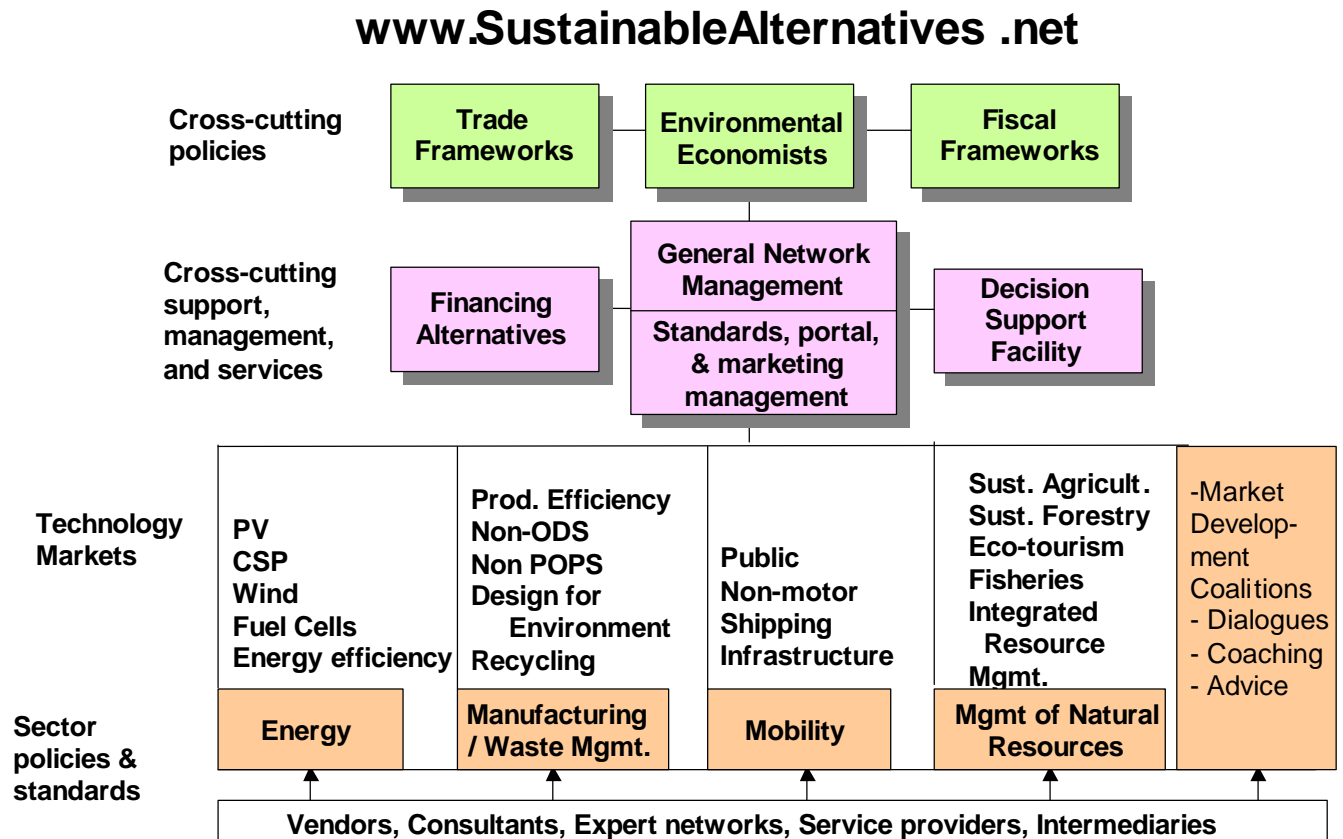 www.SustainableAlternatives .net
Cross-cutting
policies
Trade
Frameworks
Environmental
Economists
Fiscal
Frameworks
Cross-cutting
support,
management,
and services
Financing
Alternatives
General Network
Management
Standards, portal,
& marketing
management
Decision
Support
Facility
Technology
Markets
PV
CSP
Wind
Fuel Cells
Energy efficiency
Prod. Efficiency
Non-ODS
Non POPS
Design for
Environment
Recycling
Public
Non-motor
Shipping
Infrastructure
Sust. Agricult.
Sust. Forestry
Eco-tourism
Fisheries
Integrated
Resource
Mgmt.
-Market
Develop-
ment
Coalitions
- Dialogues
- Coaching
- Advice
Sector
policies &
standards
Energy
Manufacturing
/ Waste Mgmt.
Mobility
Mgmt of Natural
Resources
Vendors, Consultants, Expert networks, Service providers, Intermediaries